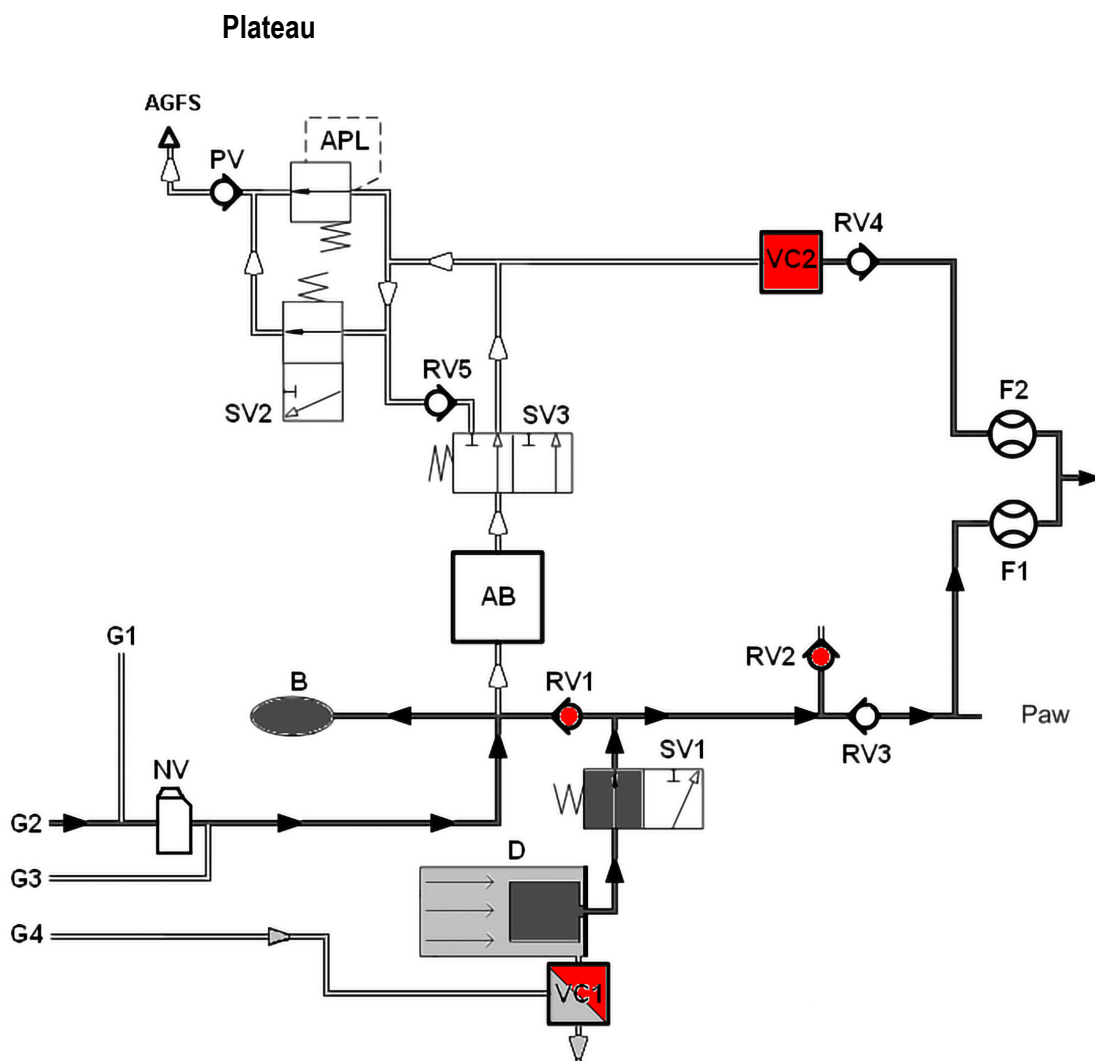 Plateau
AGFS
PV
APL
RV4
VC2
RV5
SV2
SV3
F2
F1
AB
G1
B
RV1
RV2
Paw
NV
SV1
RV3
G2
D
G3
G4
VC1